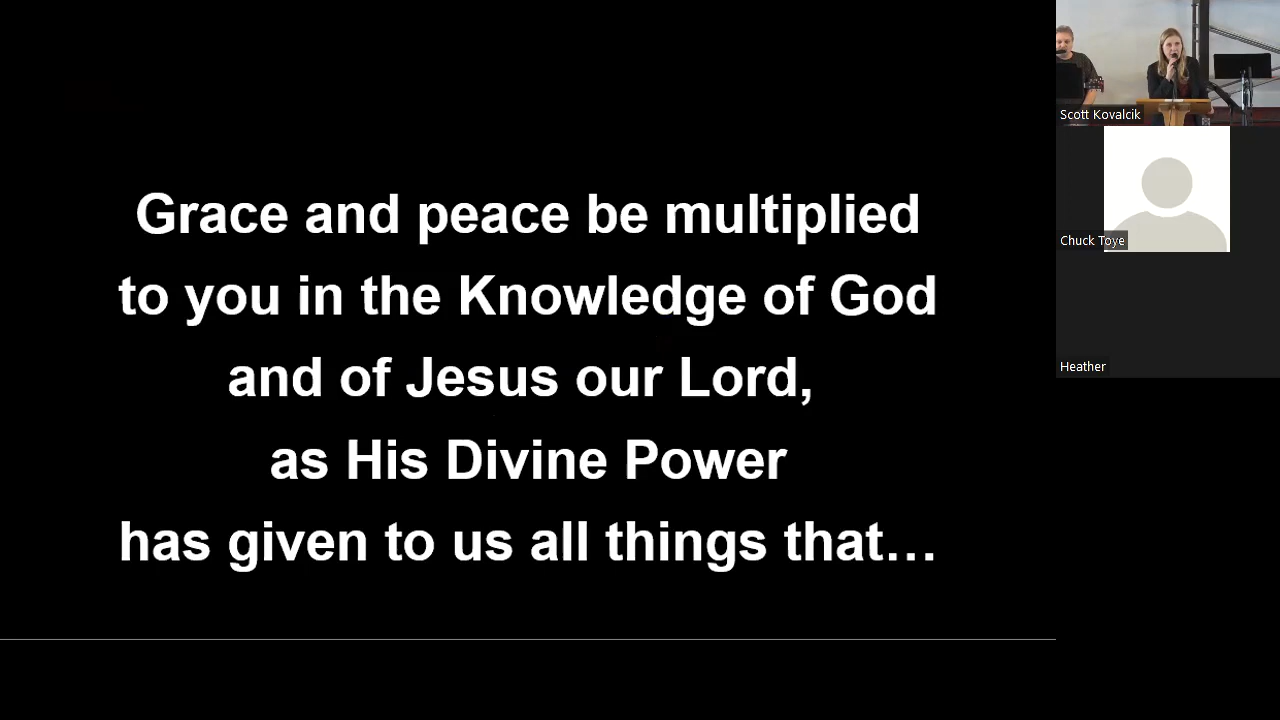 Grace and peace be multiplied
to you in the Knowledge of God
and of Jesus our Lord,
as His Divine Power
has given to us all things that…
Scott Kovalcik
Chuck Toye
Heather